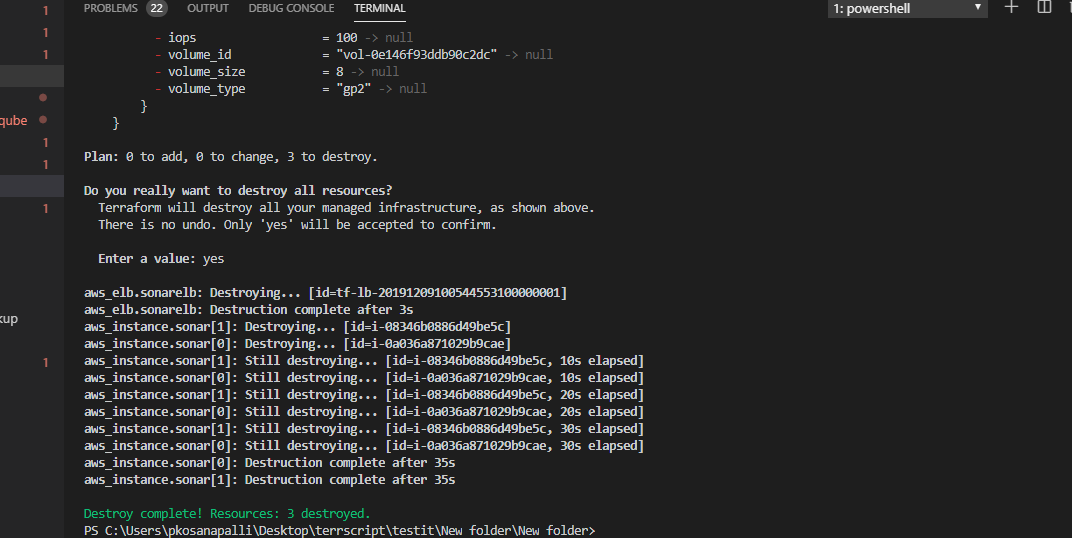 PROBLEMS 22 OUTPUT DEBUG CONSOLE TERMINAL 1: powershell
- iops = 100 -> null
- volume_id = "vol-0e146f93ddb90c2dc" -> null
- volume_size = 8 -> null
- volume_type = "gp2" -> null
}
}
Plan: 0 to add, 0 to change, 3 to destroy.
Do you really want to destroy all resources?
Terraform will destroy all your managed infrastructure, as shown above.
There is no undo. Only 'yes' will be accepted to confirm.
Enter a value: yes
aws_elb.sonarelb: Destroying... [id=tf-lb-20191209100544553100000001]
aws_elb.sonarelb: Destruction complete after 3s
aws_instance.sonar[1]: Destroying... [id=i-08346b0886d49be5c]
aws_instance.sonar[0]: Destroying... [id=i-0a036a871029b9cae]
aws_instance.sonar[1]: Still destroying... [id=i-08346b0886d49be5c, 10s elapsed]
aws_instance.sonar[0]: Still destroying... [id=i-0a036a871029b9cae, 10s elapsed]
aws_instance.sonar[1]: Still destroying... [id=i-08346b0886d49be5c, 20s elapsed]
aws_instance.sonar[0]: Still destroying... [id=i-0a036a871029b9cae, 20s elapsed]
aws_instance.sonar[1]: Still destroying... [id=i-08346b0886d49be5c, 30s elapsed]
aws_instance.sonar[0]: Still destroying... [id=i-0a036a871029b9cae, 30s elapsed]
aws_instance.sonar[0]: Destruction complete after 35s
aws_instance.sonar[1]: Destruction complete after 35s
Destroy complete! Resources: 3 destroyed.
PS C:\Users\pkosanapalli\Desktop\terrscript\testit\New folder\New folder>
1
1
1
qube
1
1
1
kup
1